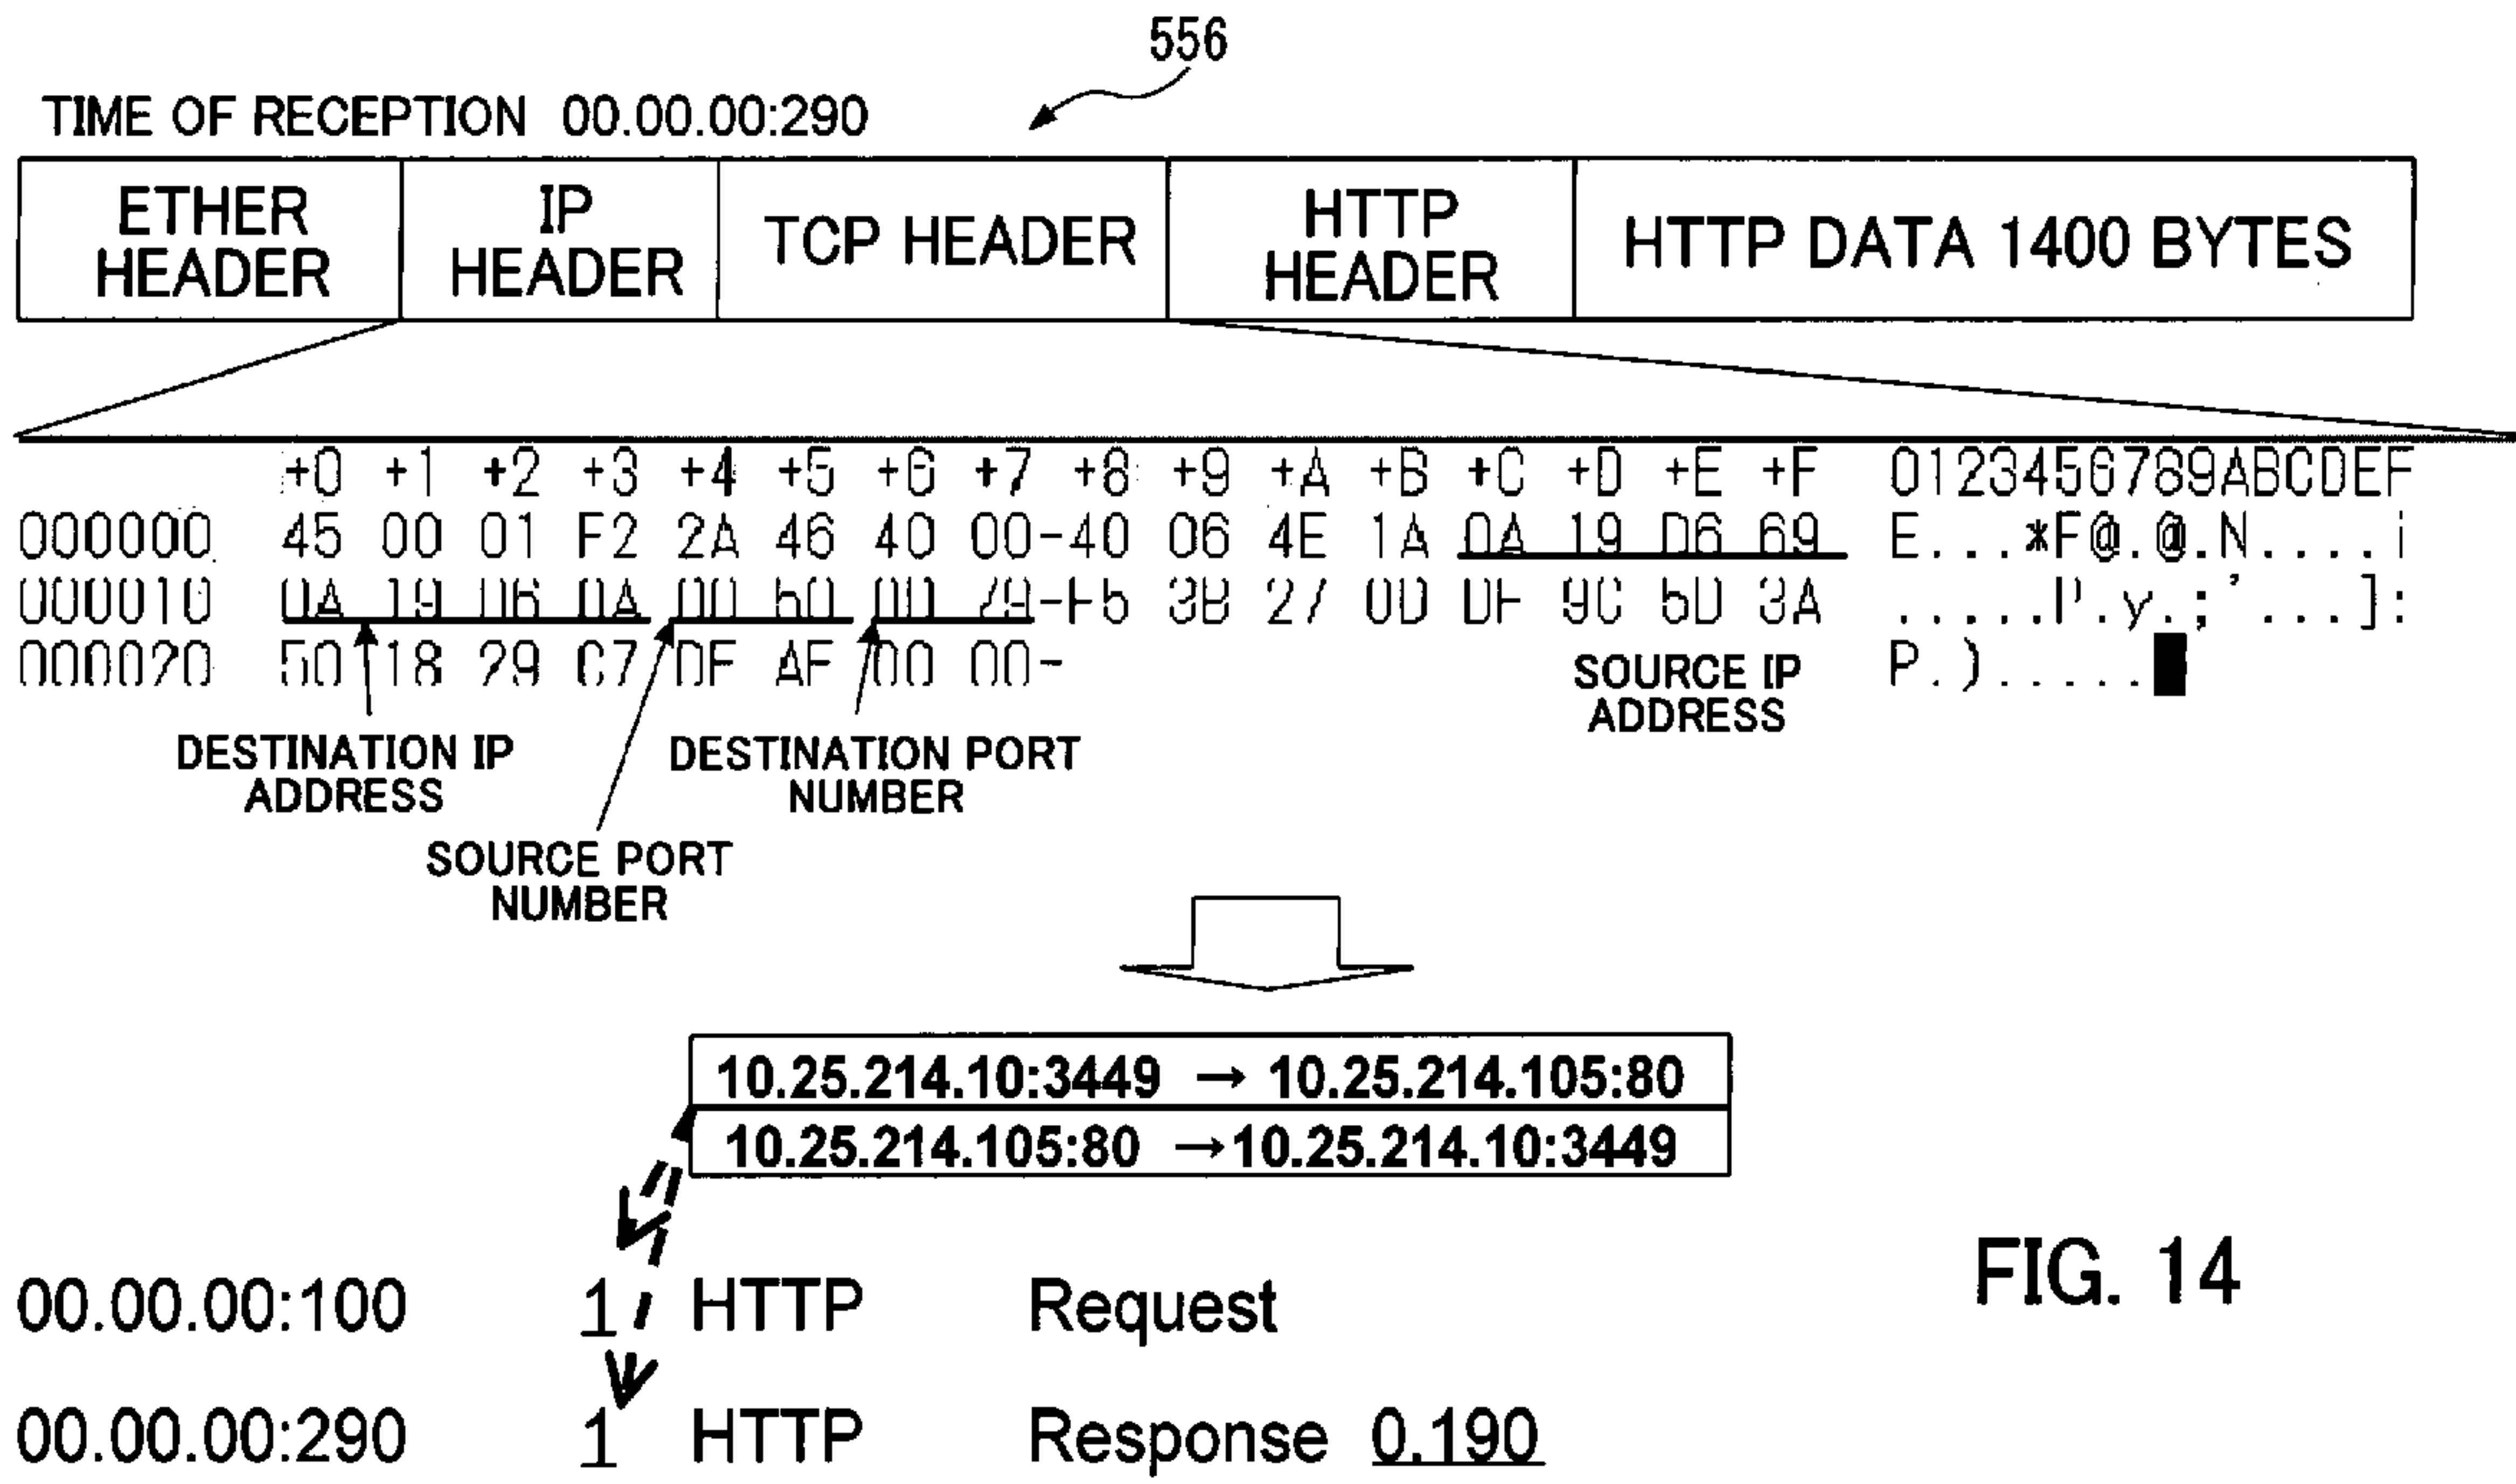 556
TIME OF RECEPTION 00.00.00:290
ETHER HEADER
IP HEADER
TCP HEADER
HTTP HEADER
HTTP DATA 1400 BYTES
+0 +1 +2 +3 +4 +5 +6 +7 +8 +9 +A +B +C +D +E +F 0123456789ABCDEF
000000 45 00 01 F2 2A 46 40 00-40 06 4E 1A 0A 19 D6 69 E...*F@.@.N....i
000010 0A 19 D6 0A 00 50 0D 79-F5 3B 27 0D DF 9C 5D 3A .....P.y.;'...]:
000020 50 18 29 C7 DF AF 00 00- P.).....
SOURCE IP
ADDRESS
DESTINATION IP
ADDRESS
DESTINATION PORT
NUMBER
SOURCE PORT
NUMBER
10.25.214.10:3449 → 10.25.214.105:80
10.25.214.105:80 →10.25.214.10:3449
00.00.00:100 1 HTTP Request
FIG. 14
00.00.00:290 1 HTTP Response 0.190